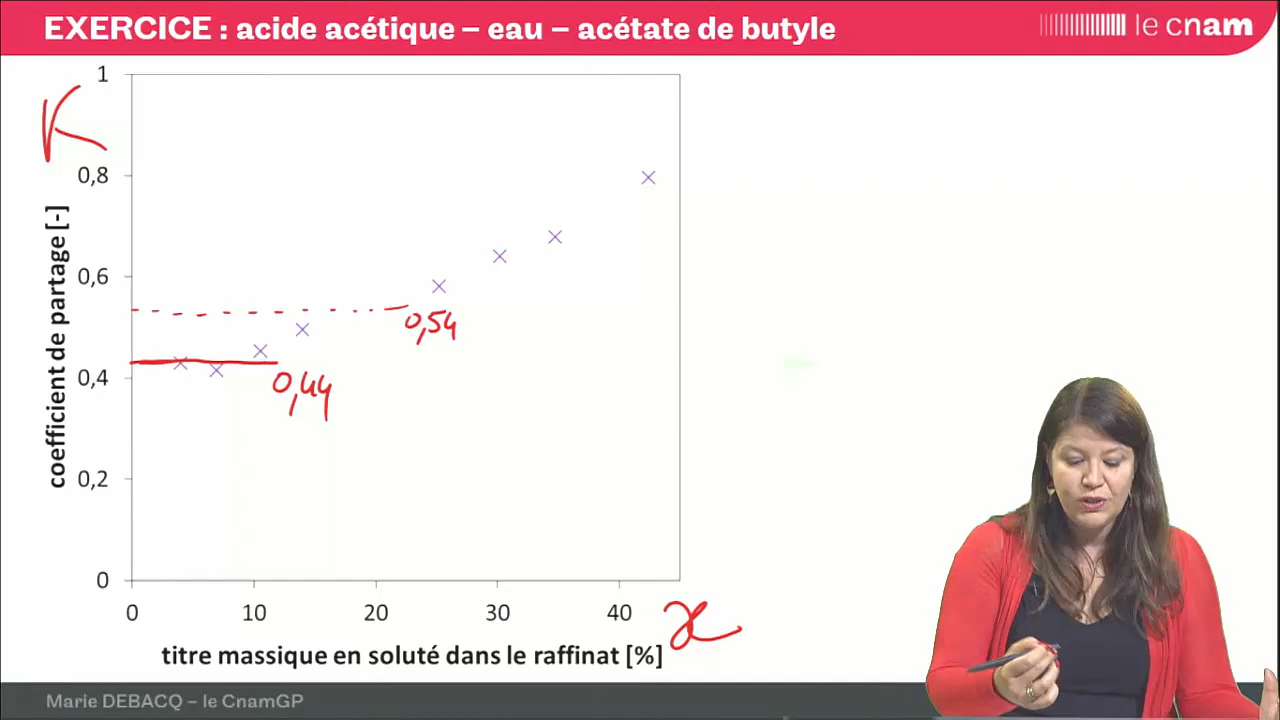 EXERCICE : acide acétique – eau – acétate de butyle
le cnam
K
coefficient de partage [-]
1
0,8
0,6
0,4
0,2
0
0,54
0,44
0 10 20 30 40
x
titre massique en soluté dans le raffinat [%]
Marie DEBACQ – le CnamGP